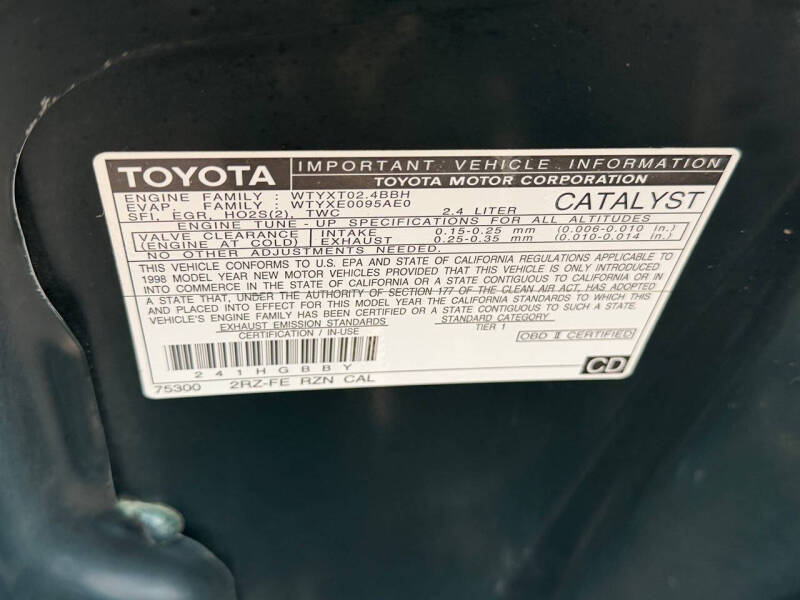 TOYOTA
IMPORTANT VEHICLE INFORMATION
TOYOTA MOTOR CORPORATION
ENGINE FAMILY : WTYXT02.4BBH
EVAP. FAMILY : WTYXE0095AE0
SFI, EGR, HO2S(2), TWC 2.4 LITER
CATALYST
ENGINE TUNE - UP SPECIFICATIONS FOR ALL ALTITUDES
VALVE CLEARANCE INTAKE 0.15-0.25 mm (0.006-0.010 in.)
(ENGINE AT COLD) EXHAUST 0.25-0.35 mm (0.010-0.014 in.)
NO OTHER ADJUSTMENTS NEEDED.
THIS VEHICLE CONFORMS TO U.S. EPA AND STATE OF CALIFORNIA REGULATIONS APPLICABLE TO
1998 MODEL YEAR NEW MOTOR VEHICLES PROVIDED THAT THIS VEHICLE IS ONLY INTRODUCED
INTO COMMERCE IN THE STATE OF CALIFORNIA OR A STATE CONTIGUOUS TO CALIFORNIA OR IN
A STATE THAT, UNDER THE AUTHORITY OF SECTION 177 OF THE CLEAN AIR ACT, HAS ADOPTED
AND PLACED INTO EFFECT FOR THIS MODEL YEAR THE CALIFORNIA STANDARDS TO WHICH THIS
VEHICLE'S ENGINE FAMILY HAS BEEN CERTIFIED OR A STATE CONTIGUOUS TO SUCH A STATE.
EXHAUST EMISSION STANDARDS STANDARD CATEGORY
CERTIFICATION / IN-USE TIER 1
OBD II CERTIFIED
241HGBBY
75300 2RZ-FE RZN CAL
CD